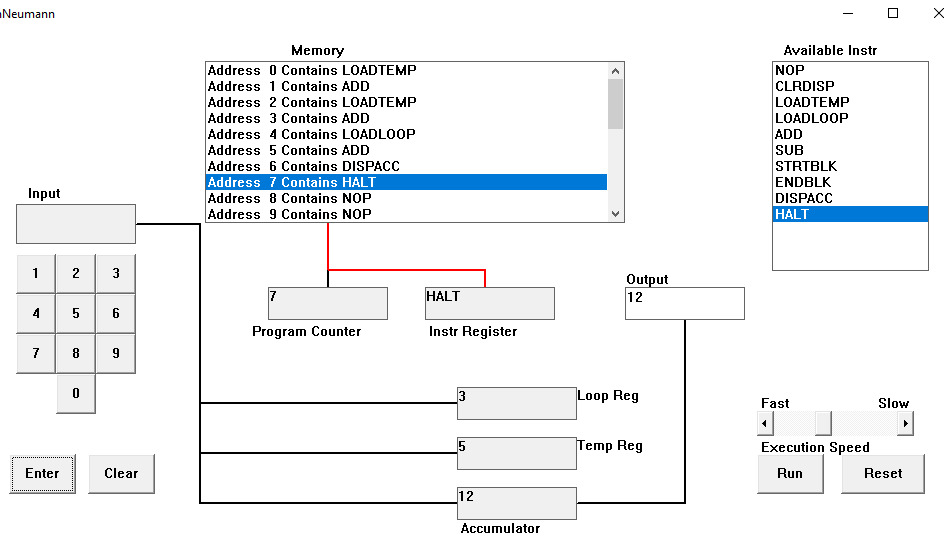 nNeumann
Memory
Available Instr
Address 0 Contains LOADTEMP
Address 1 Contains ADD
Address 2 Contains LOADTEMP
Address 3 Contains ADD
Address 4 Contains LOADLOOP
Address 5 Contains ADD
Address 6 Contains DISPACC
Address 7 Contains HALT
Address 8 Contains NOP
Address 9 Contains NOP
NOP
CLRDISP
LOADTEMP
LOADLOOP
ADD
SUB
STRTBLK
ENDBLK
DISPACC
HALT
Input
1 2 3
4 5 6
7 8 9
0
Enter Clear
7
Program Counter
HALT
Instr Register
Output
12
3
Loop Reg
5
Temp Reg
12
Accumulator
Fast Slow
Execution Speed
Run Reset